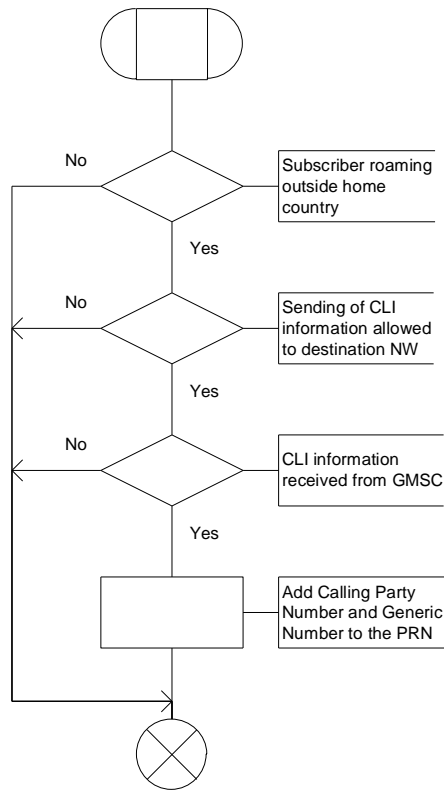 No
Subscriber roaming
outside home
country
Yes
No
Sending of CLI
information allowed
to destination NW
Yes
No
CLI information
received from GMSC
Yes
Add Calling Party
Number and Generic
Number to the PRN